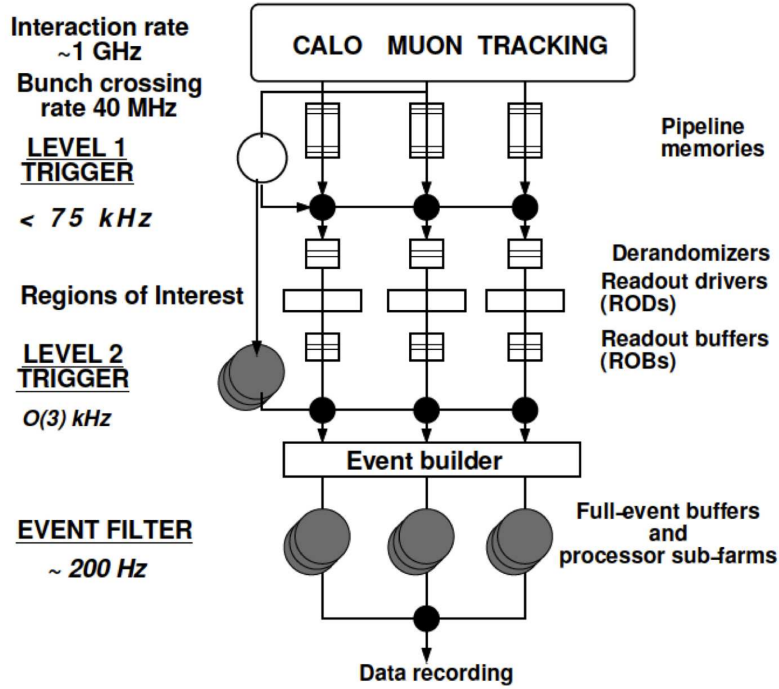 Interaction rate
~1 GHz
Bunch crossing
rate 40 MHz
CALO MUON TRACKING
LEVEL 1
TRIGGER
< 75 kHz
Pipeline
memories
Derandomizers
Regions of Interest
Readout drivers
(RODs)
LEVEL 2
TRIGGER
O(3) kHz
Readout buffers
(ROBs)
Event builder
EVENT FILTER
~ 200 Hz
Full-event buffers
and
processor sub-farms
Data recording